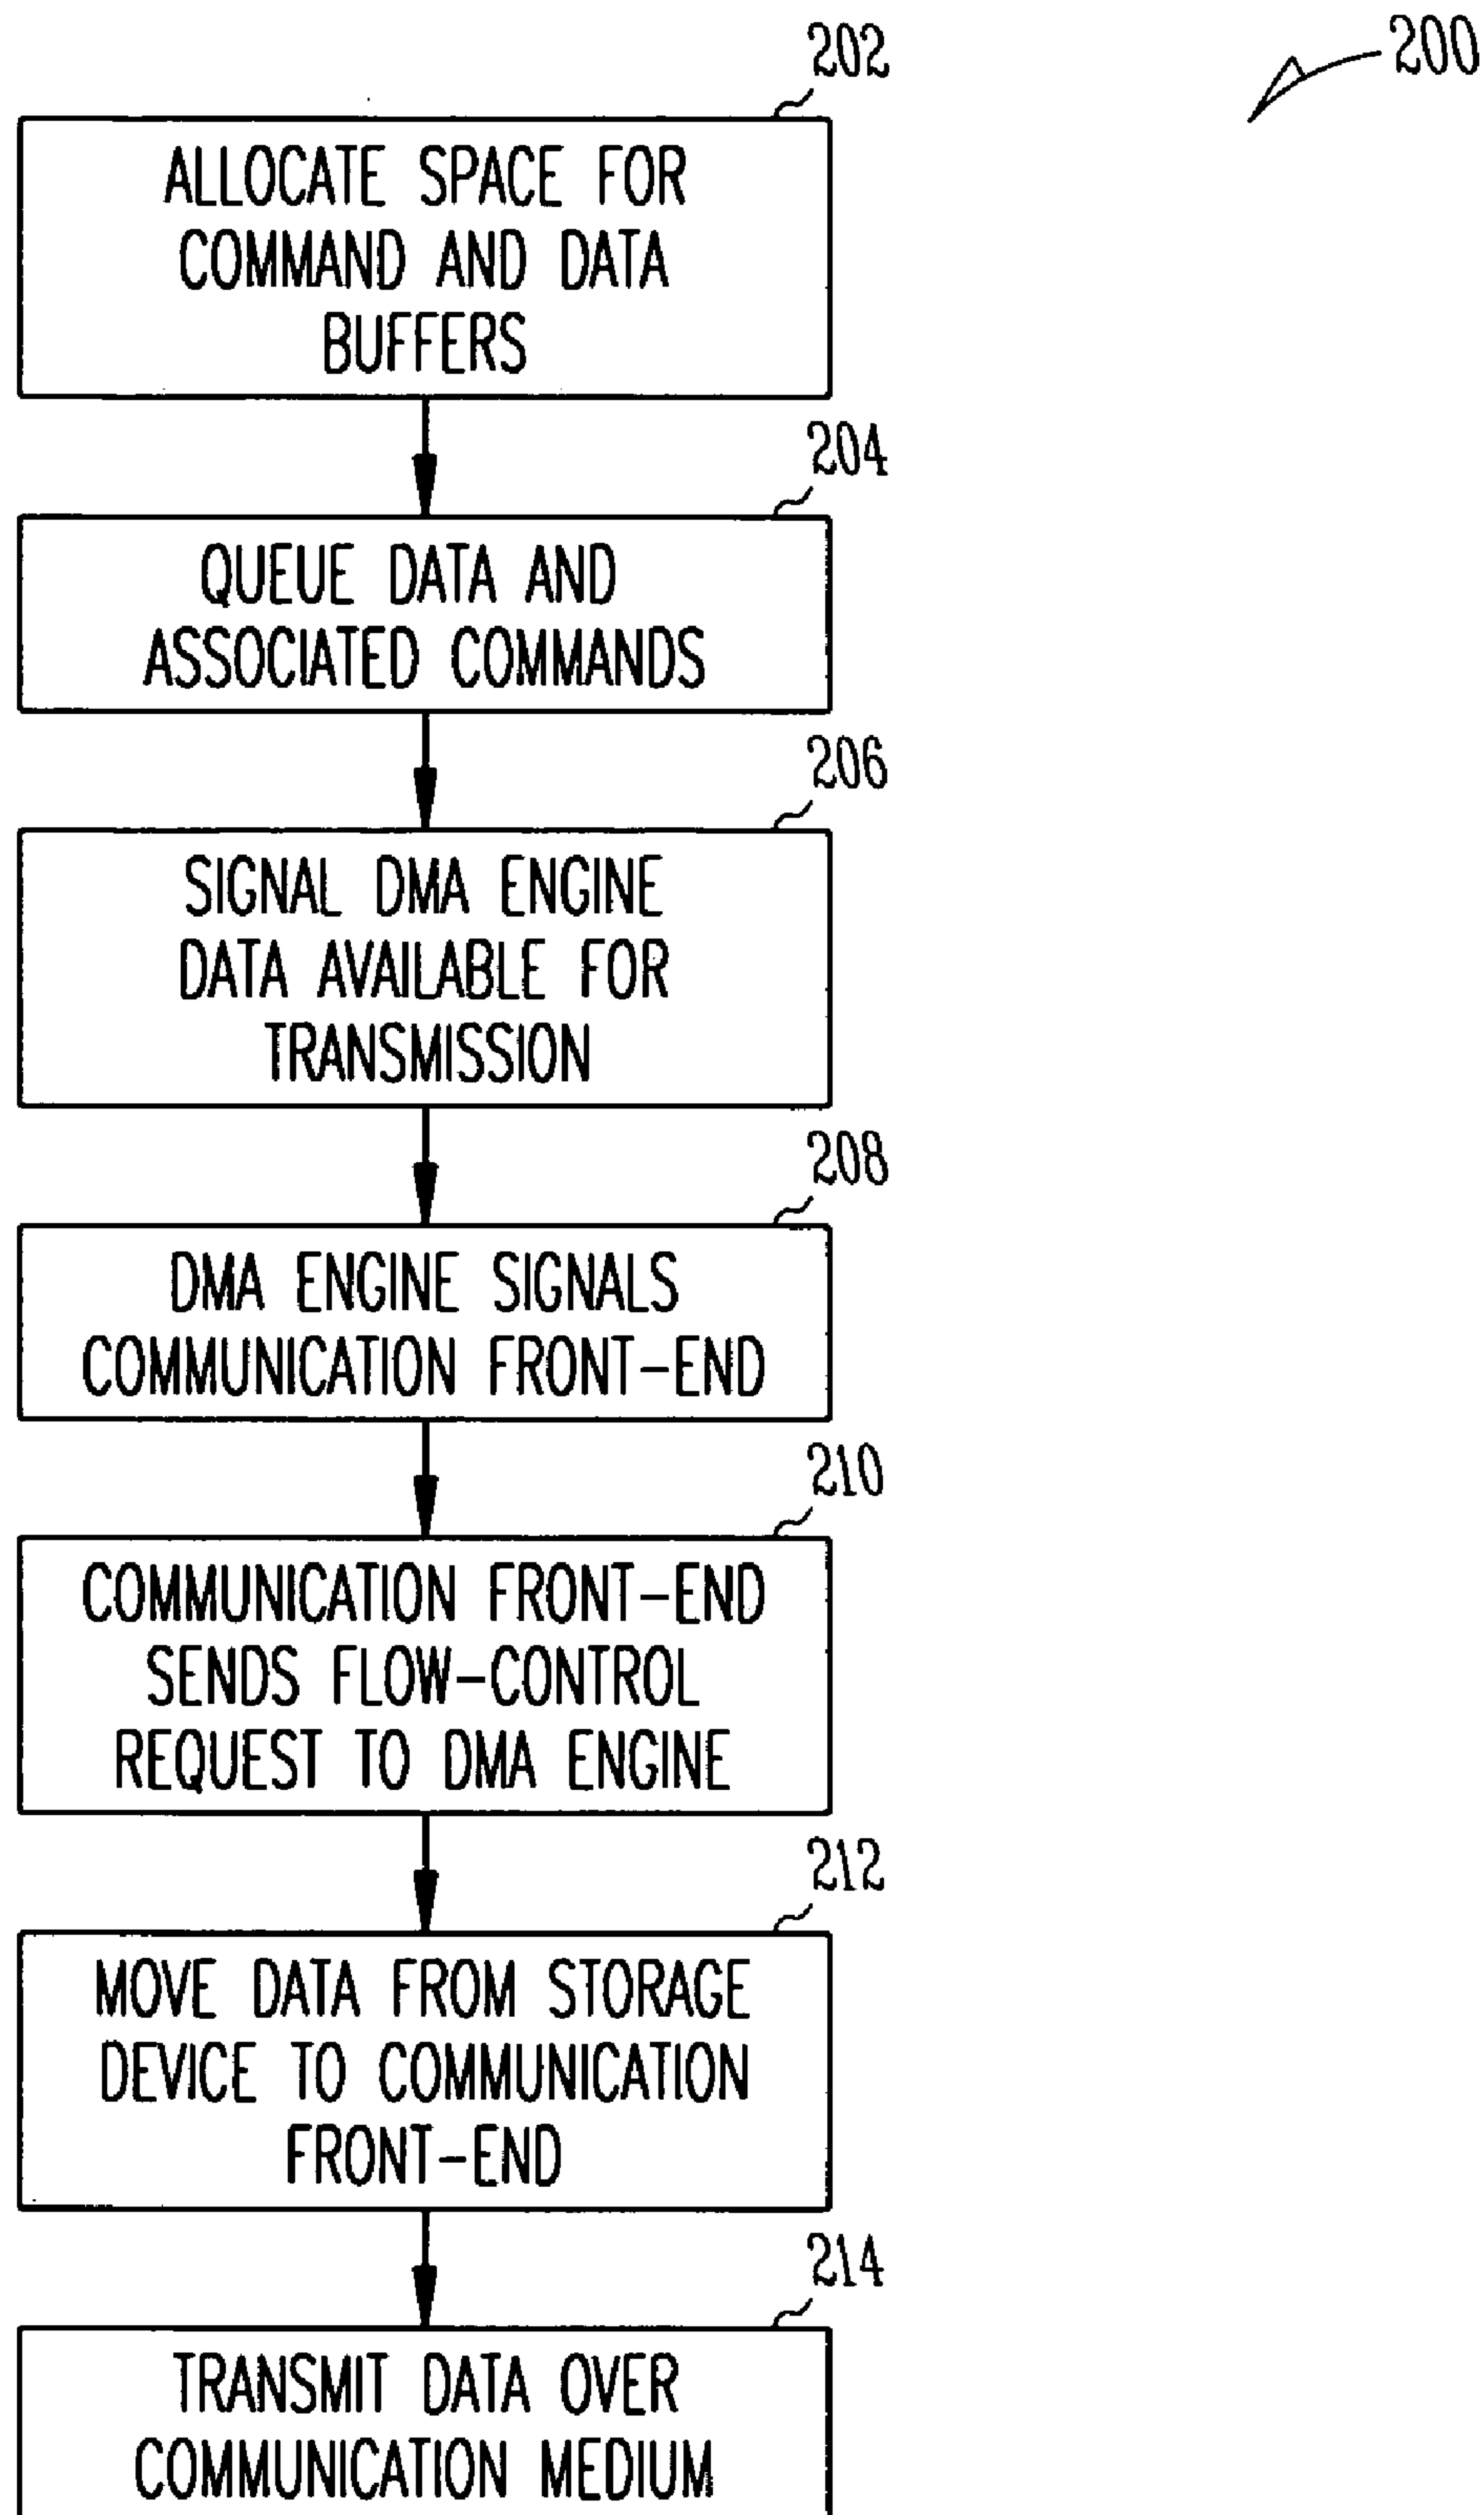 200
202
ALLOCATE SPACE FOR
COMMAND AND DATA
BUFFERS
204
QUEUE DATA AND
ASSOCIATED COMMANDS
206
SIGNAL DMA ENGINE
DATA AVAILABLE FOR
TRANSMISSION
208
DMA ENGINE SIGNALS
COMMUNICATION FRONT-END
210
COMMUNICATION FRONT-END
SENDS FLOW-CONTROL
REQUEST TO DMA ENGINE
212
MOVE DATA FROM STORAGE
DEVICE TO COMMUNICATION
FRONT-END
214
TRANSMIT DATA OVER
COMMUNICATION MEDIUM